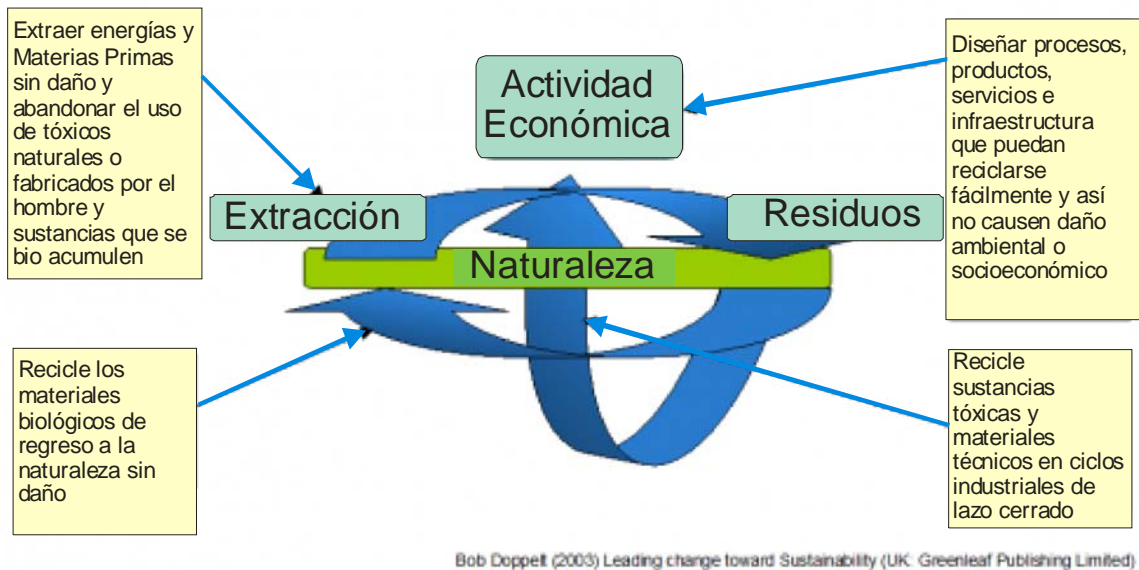 Extraer energías y
Materias Primas
sin daño y
abandonar el uso
de tóxicos
naturales o
fabricados por el
hombre y
sustancias que se
bio acumulen
Actividad
Económica
Diseñar procesos,
productos,
servicios e
infraestructura
que puedan
reciclarse
fácilmente y así
no causen daño
ambiental o
socioeconómico
Extracción
Residuos
Naturaleza
Recicle los
materiales
biológicos de
regreso a la
naturaleza sin
daño
Recicle
sustancias
tóxicas y
materiales
técnicos en ciclos
industriales de
lazo cerrado
Bob Doppelt (2003) Leading change toward Sustainability (UK: Greenleaf Publishing Limited)